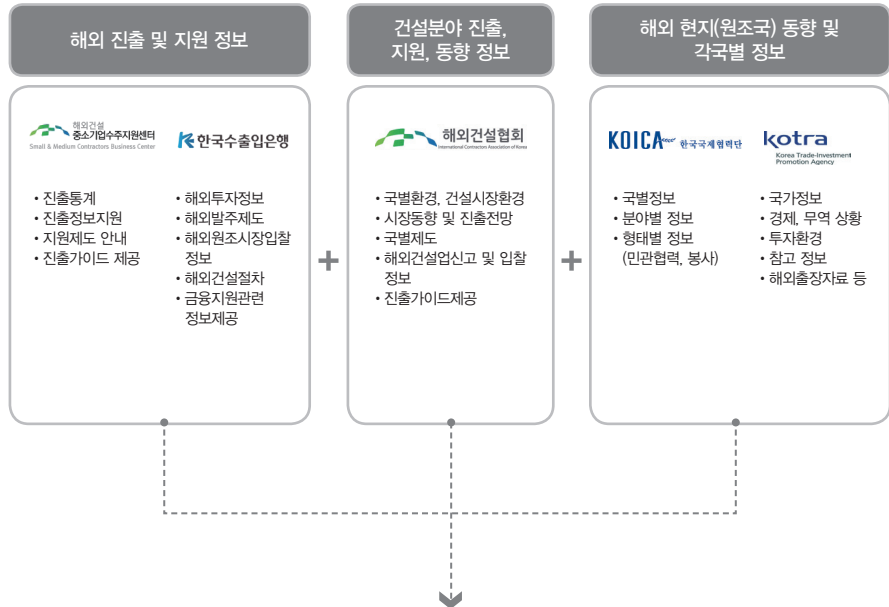 해외 진출 및 지원 정보
건설분야 진출,
지원, 동향 정보
해외 현지(원조국) 동향 및
각국별 정보
해외건설
중소기업수주지원센터
Small & Medium Contractors Business Center
• 진출통계
• 진출정보지원
• 지원제도 안내
• 진출가이드 제공
한국수출입은행
• 해외투자정보
• 해외발주제도
• 해외원조시장입찰
정보
• 해외건설절차
• 금융지원관련
정보제공
+
해외건설협회
International Contractors Association of Korea
• 국별환경, 건설시장환경
• 시장동향 및 진출전망
• 국별제도
• 해외건설업신고 및 입찰
정보
• 진출가이드제공
+
KOICA 한국국제협력단
• 국별정보
• 분야별 정보
• 형태별 정보
(민관협력, 봉사)
kotra
Korea Trade-Investment
Promotion Agency
• 국가정보
• 경제, 무역 상황
• 투자환경
• 참고 정보
• 해외출장자료 등